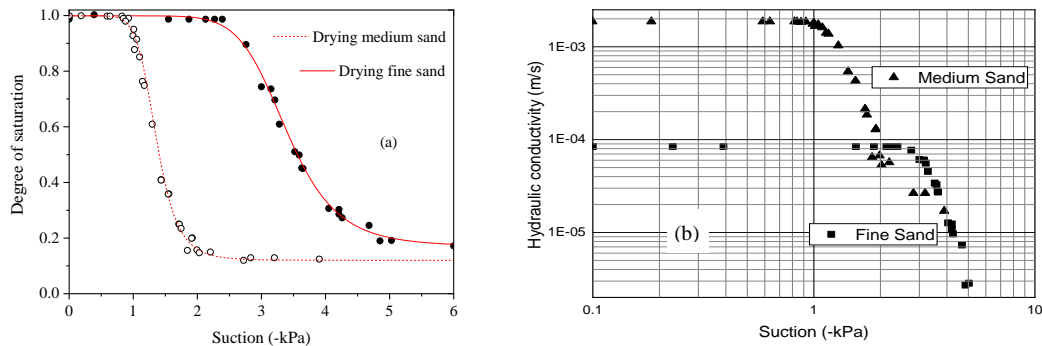 1.0
0.8
0.6
0.4
0.2
0.0
Degree of saturation
Drying medium sand
Drying fine sand
(a)
0 1 2 3 4 5 6
Suction (-kPa)
1E-03
1E-04
1E-05
Hydraulic conductivity (m/s)
Medium Sand
Fine Sand
(b)
0.1 1 10
Suction (-kPa)